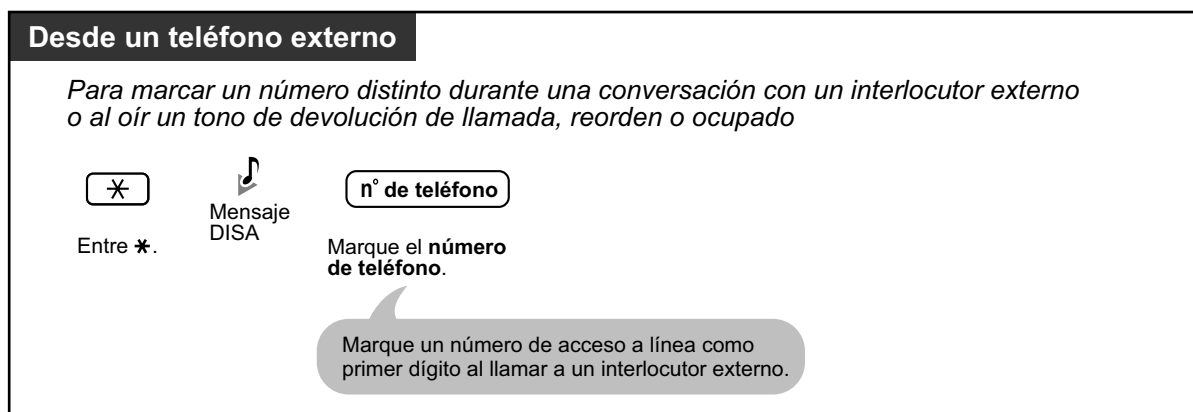 Desde un teléfono externo
Para marcar un número distinto durante una conversación con un interlocutor externo
o al oír un tono de devolución de llamada, reorden o ocupado
n° de teléfono
Mensaje
DISA
Entre ✱.
Marque el número
de teléfono.
Marque un número de acceso a línea como
primer dígito al llamar a un interlocutor externo.